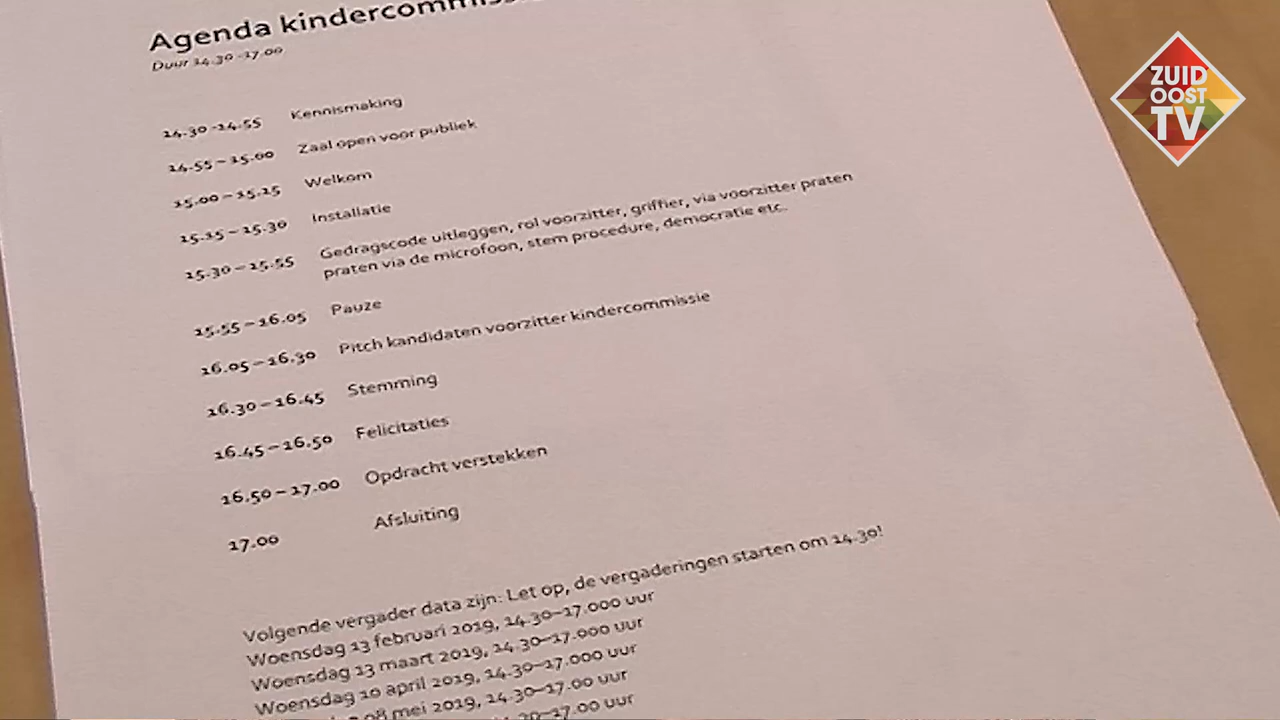 Agenda kindercommissie
Duur 14.30 -17.00
14.30 -14.55 Kennismaking
14.55 – 15.00 Zaal open voor publiek
15.00 – 15.15 Welkom
15.15 – 15.30 Installatie
15.30 – 15.55 Gedragscode uitleggen, rol voorzitter, griffier, via voorzitter praten
praten via de microfoon, stem procedure, democratie etc.
15.55 – 16.05 Pauze
16.05 – 16.30 Pitch kandidaten voorzitter kindercommissie
16.30 – 16.45 Stemming
16.45 – 16.50 Felicitaties
16.50 – 17.00 Opdracht verstekken
17.00 Afsluiting
Volgende vergader data zijn: Let op, de vergaderingen starten om 14.30!
Woensdag 13 februari 2019, 14.30–17.000 uur
Woensdag 13 maart 2019, 14.30–17.000 uur
Woensdag 10 april 2019, 14.30–17.000 uur
08 mei 2019, 14.30–17.00 uur
14.30–17.00 uur
ZUID
OOST
TV